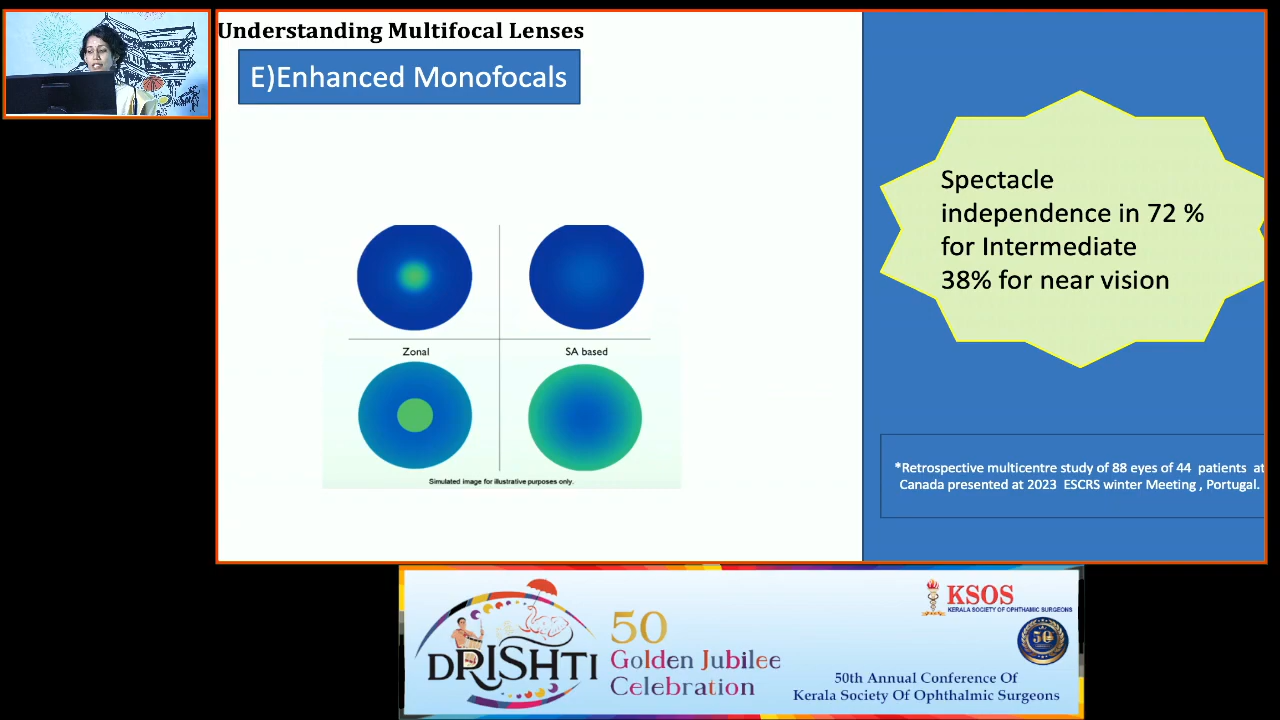 Understanding Multifocal Lenses
E)Enhanced Monofocals
Zonal
SA based
Simulated image for illustrative purposes only.
Spectacle
independence in 72 %
for Intermediate
38% for near vision
*Retrospective multicentre study of 88 eyes of 44 patients at
Canada presented at 2023 ESCRS winter Meeting , Portugal.
DRISHTI
50
Golden Jubilee
Celebration
KSOS
KERALA SOCIETY OF OPHTHAMIC SURGEONS
50
50th Annual Conference Of
Kerala Society Of Ophthalmic Surgeons